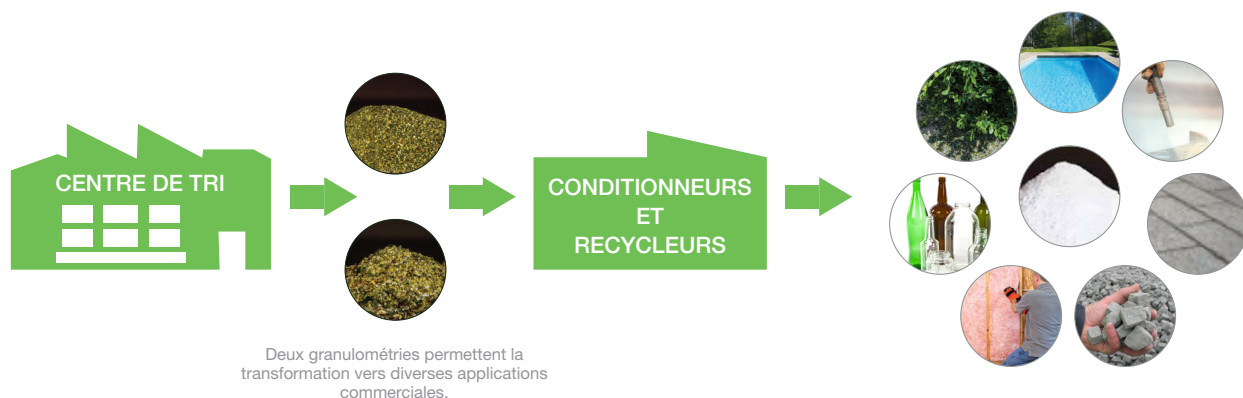 CENTRE DE TRI
CONDITIONNEURS
ET
RECYCLEURS
Deux granulométries permettent la
transformation vers diverses applications
commerciales.